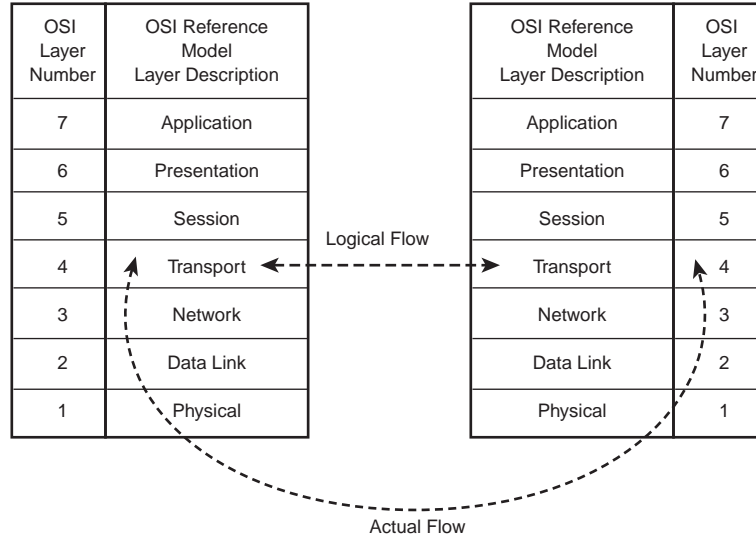 OSI
Layer
Number
OSI Reference
Model
Layer Description
7
Application
6
Presentation
5
Session
4
Transport
3
Network
2
Data Link
1
Physical
Logical Flow
OSI Reference
Model
Layer Description
OSI
Layer
Number
Application
7
Presentation
6
Session
5
Transport
4
Network
3
Data Link
2
Physical
1
Actual Flow